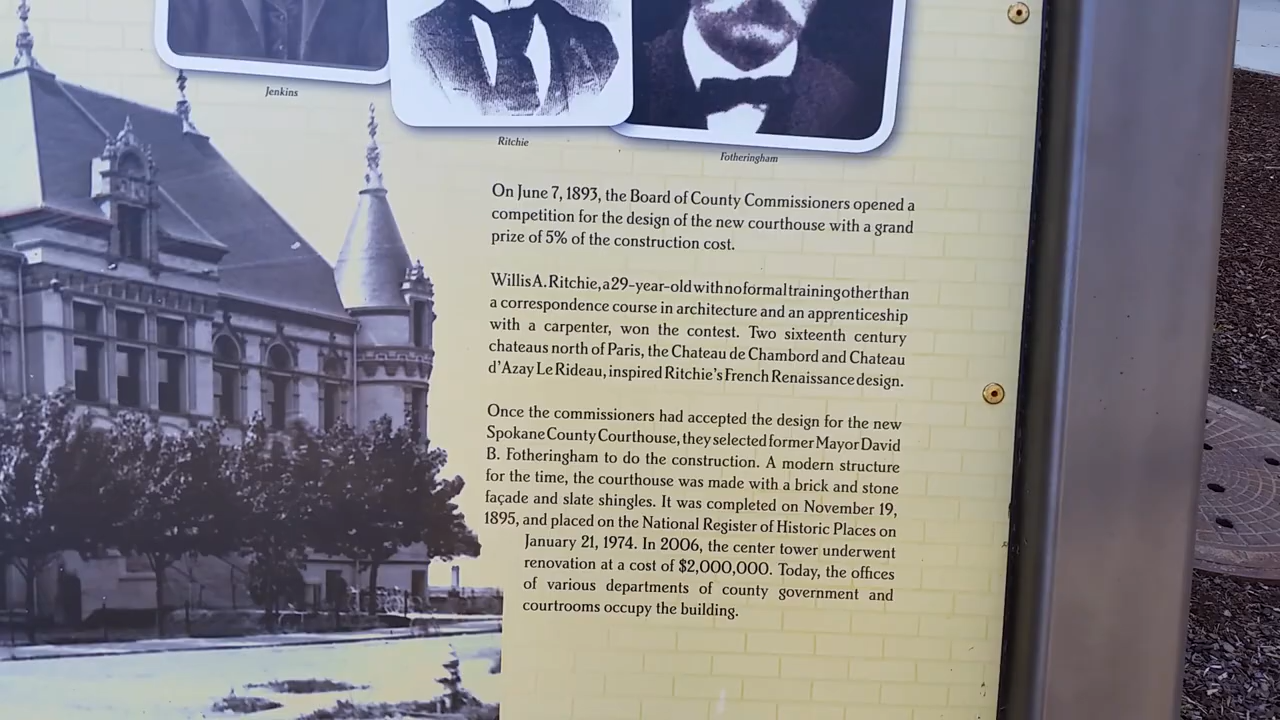 Jenkins
Ritchie
Fotheringham
On June 7, 1893, the Board of County Commissioners opened a
competition for the design of the new courthouse with a grand
prize of 5% of the construction cost.
Willis A. Ritchie, a 29-year-old with no formal training other than
a correspondence course in architecture and an apprenticeship
with a carpenter, won the contest. Two sixteenth century
chateaus north of Paris, the Chateau de Chambord and Chateau
d'Azay Le Rideau, inspired Ritchie's French Renaissance design.
Once the commissioners had accepted the design for the new
Spokane County Courthouse, they selected former Mayor David
B. Fotheringham to do the construction. A modern structure
for the time, the courthouse was made with a brick and stone
façade and slate shingles. It was completed on November 19,
1895, and placed on the National Register of Historic Places on
January 21, 1974. In 2006, the center tower underwent
renovation at a cost of $2,000,000. Today, the offices
of various departments of county government and
courtrooms occupy the building.